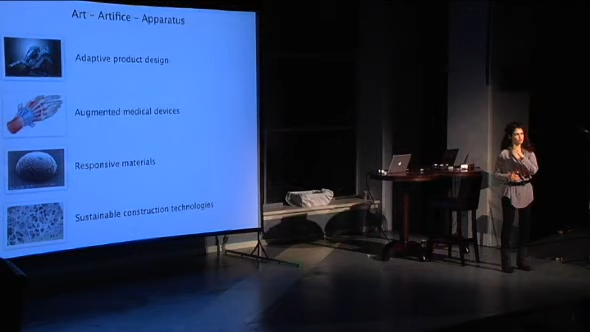 Art - Artifice - Apparatus
Adaptive product design
Augmented medical devices
Responsive materials
Sustainable construction technologies